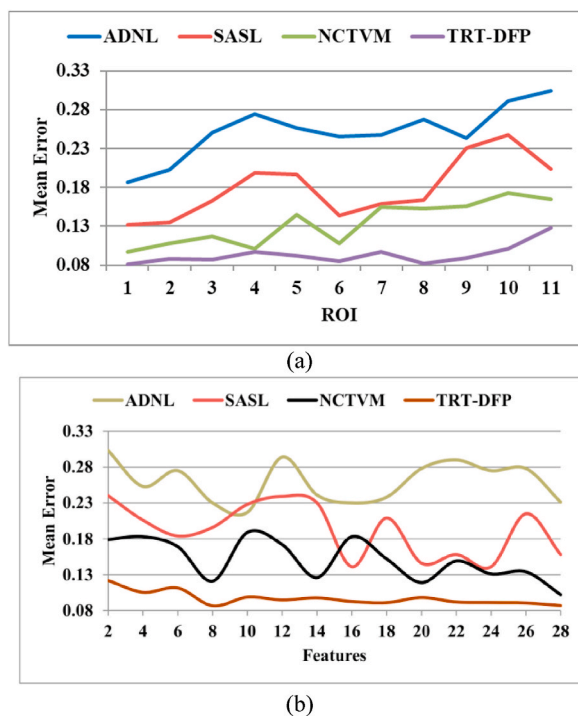 ADNL SASL NCTVM TRT-DFP
0.33
0.28
0.23
0.18
0.13
0.08
Mean Error
1 2 3 4 5 6 7 8 9 10 11
ROI
(a)
ADNL SASL NCTVM TRT-DFP
0.33
0.28
0.23
0.18
0.13
0.08
Mean Error
2 4 6 8 10 12 14 16 18 20 22 24 26 28
Features
(b)